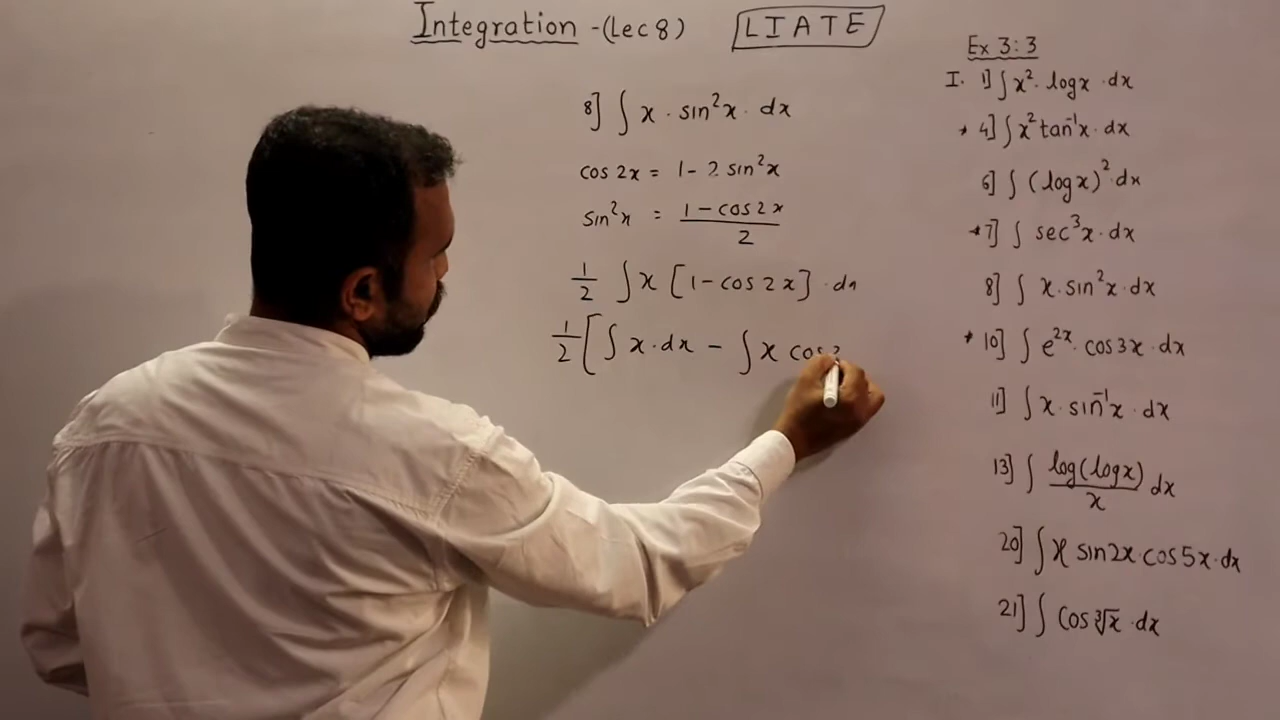 Integration -(Lec 8) LIATE
8] ∫ x · sin²x · dx
cos 2x = 1 - 2 sin²x
sin²x = (1 - cos 2x)/2
1/2 ∫ x [1 - cos 2x] · dx
1/2 [∫ x · dx - ∫ x cos 2
Ex 3:3
I. 1] ∫ x² · log x · dx
* 4] ∫ x² tan⁻¹x · dx
6] ∫ (log x)² dx
* 7] ∫ sec³x · dx
8] ∫ x · sin²x · dx
* 10] ∫ e²ˣ · cos 3x · dx
11] ∫ x · sin⁻¹x · dx
13] ∫ log(log x)/x dx
20] ∫ x sin 2x · cos 5x · dx
21] ∫ Cos ∛x · dx